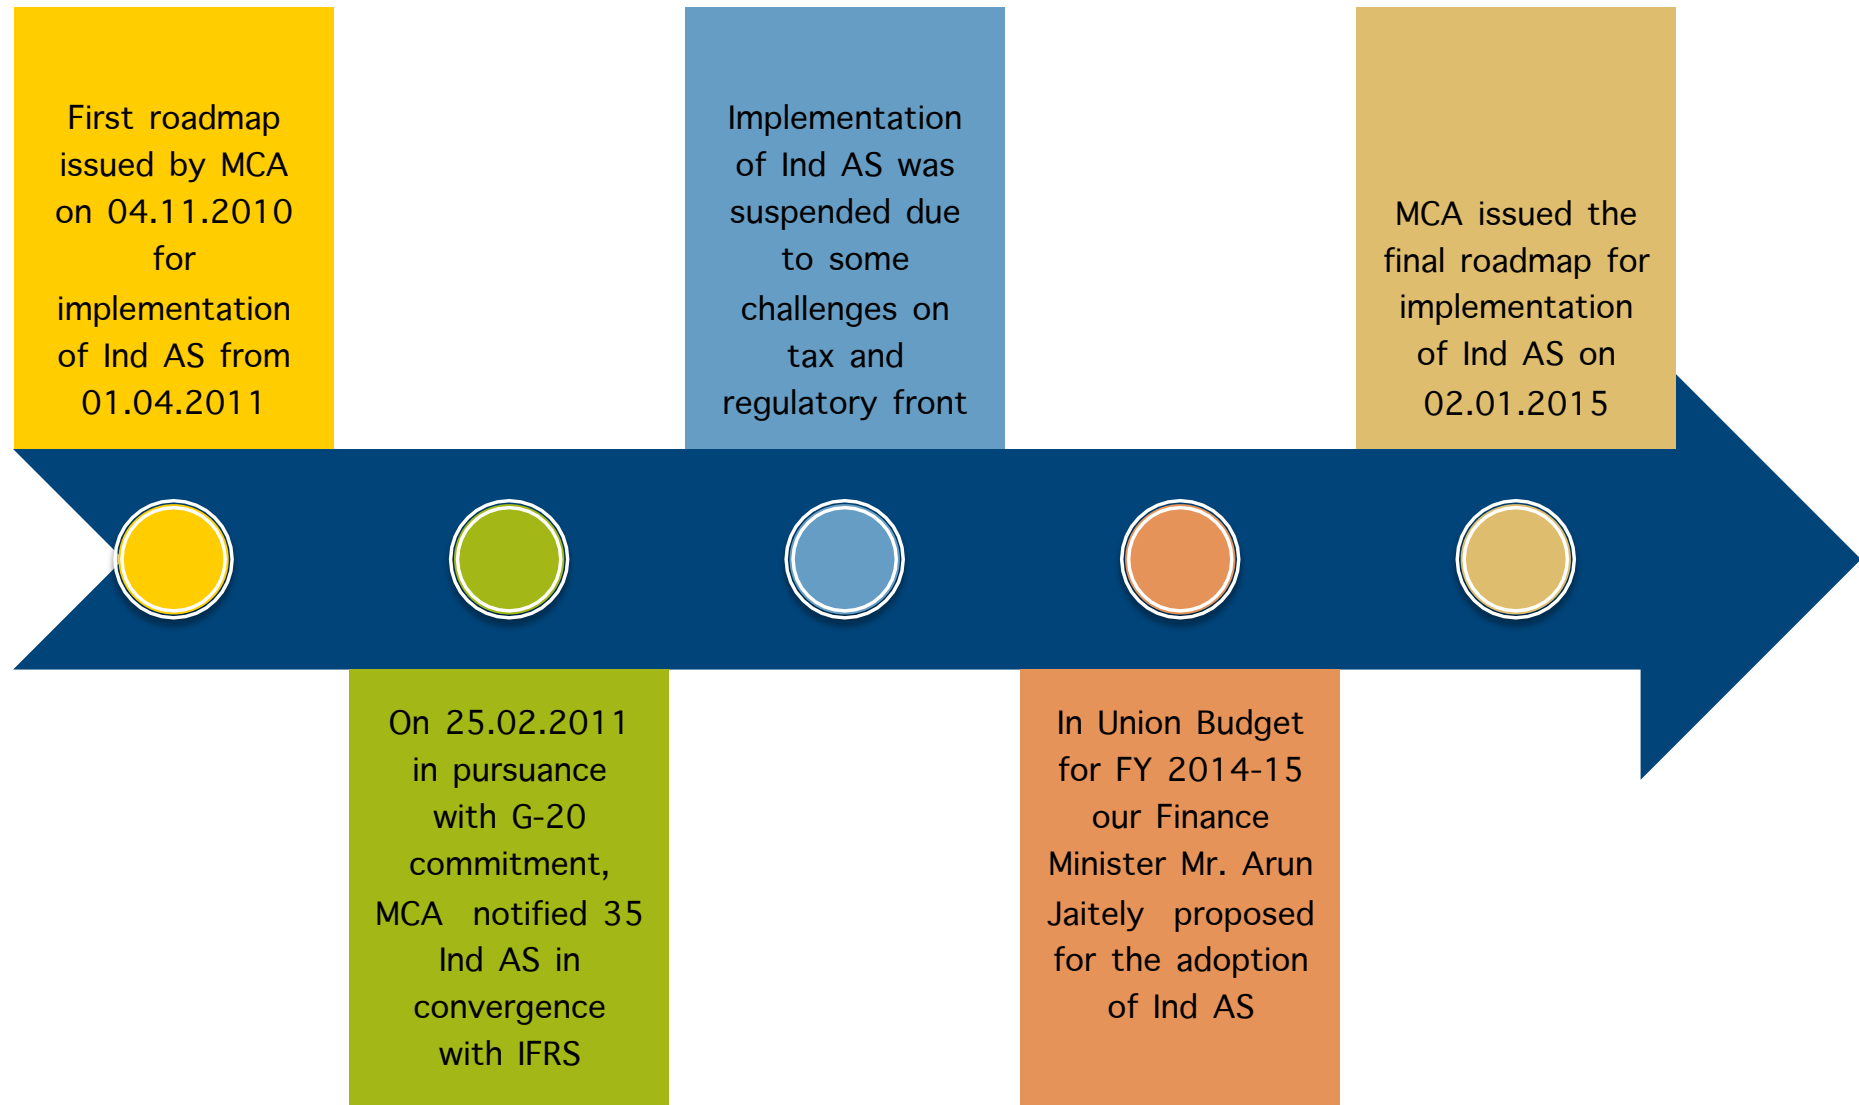 First roadmap
issued by MCA
on 04.11.2010
for
implementation
of Ind AS from
01.04.2011
On 25.02.2011
in pursuance
with G-20
commitment,
MCA notified 35
Ind AS in
convergence
with IFRS
Implementation
of Ind AS was
suspended due
to some
challenges on
tax and
regulatory front
In Union Budget
for FY 2014-15
our Finance
Minister Mr. Arun
Jaitely proposed
for the adoption
of Ind AS
MCA issued the
final roadmap for
implementation
of Ind AS on
02.01.2015